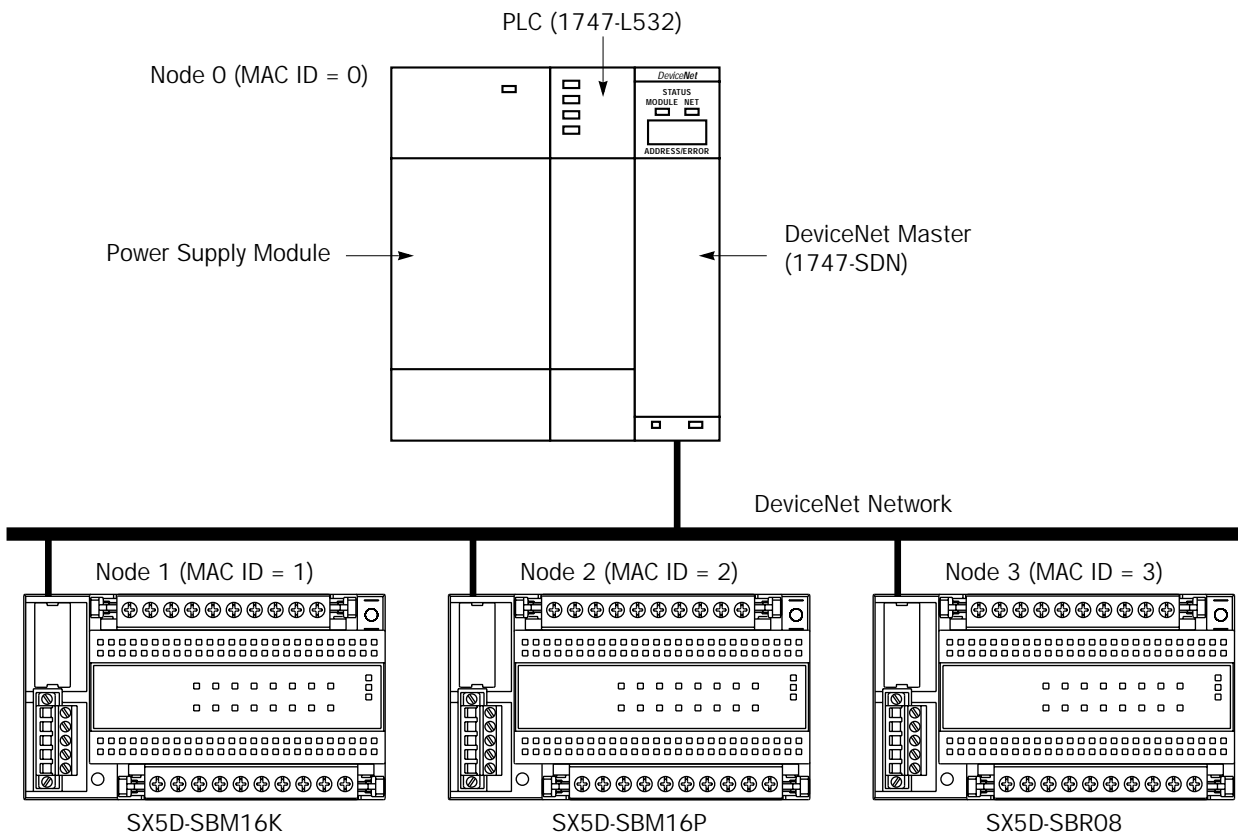 PLC (1747-L532)
Node 0 (MAC ID = 0)
DeviceNet
STATUS
MODULE NET
ADDRESS/ERROR
Power Supply Module
DeviceNet Master
(1747-SDN)
DeviceNet Network
Node 1 (MAC ID = 1)
Node 2 (MAC ID = 2)
Node 3 (MAC ID = 3)
SX5D-SBM16K
SX5D-SBM16P
SX5D-SBR08